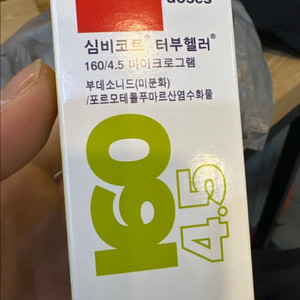 doses
심비코트® 터부헬러®
160/4.5 마이크로그램
부데소니드(미분화)
/포르모테롤푸마르산염수화물
160
4.5